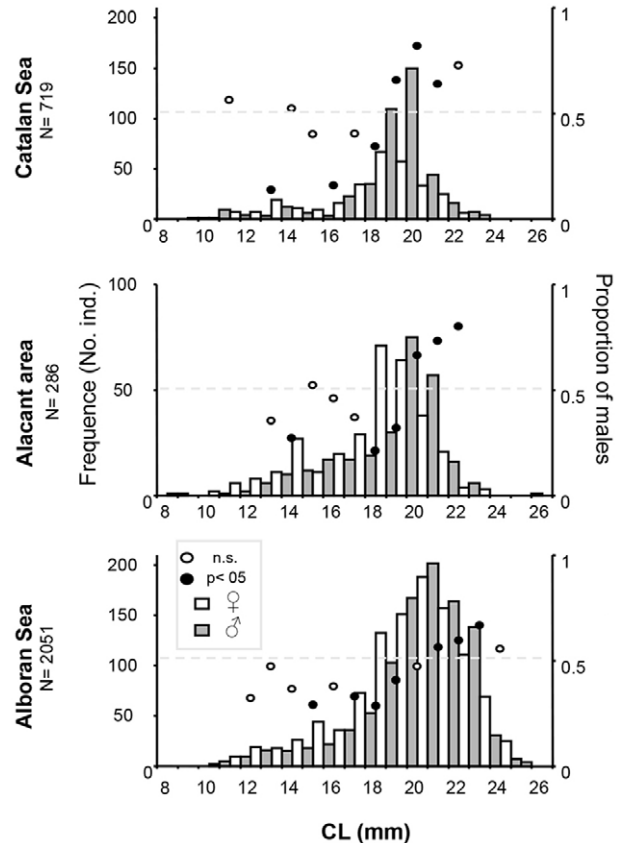 Catalan Sea
N= 719
200
150
100
50
0
1
0.5
0
8 10 12 14 16 18 20 22 24 26
Alacant area
N= 286
Frequence (No. ind.)
100
50
0
1
0.5
0
Proportion of males
8 10 12 14 16 18 20 22 24 26
Alboran Sea
N= 2051
200
150
100
50
0
n.s.
p< 05
♀
♂
1
0.5
0
8 10 12 14 16 18 20 22 24 26
CL (mm)